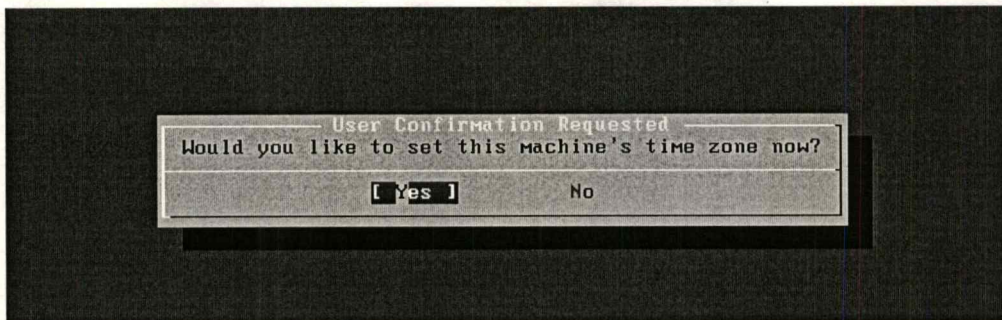 User Confirmation Requested
Would you like to set this machine's time zone now?
[ Yes ] No